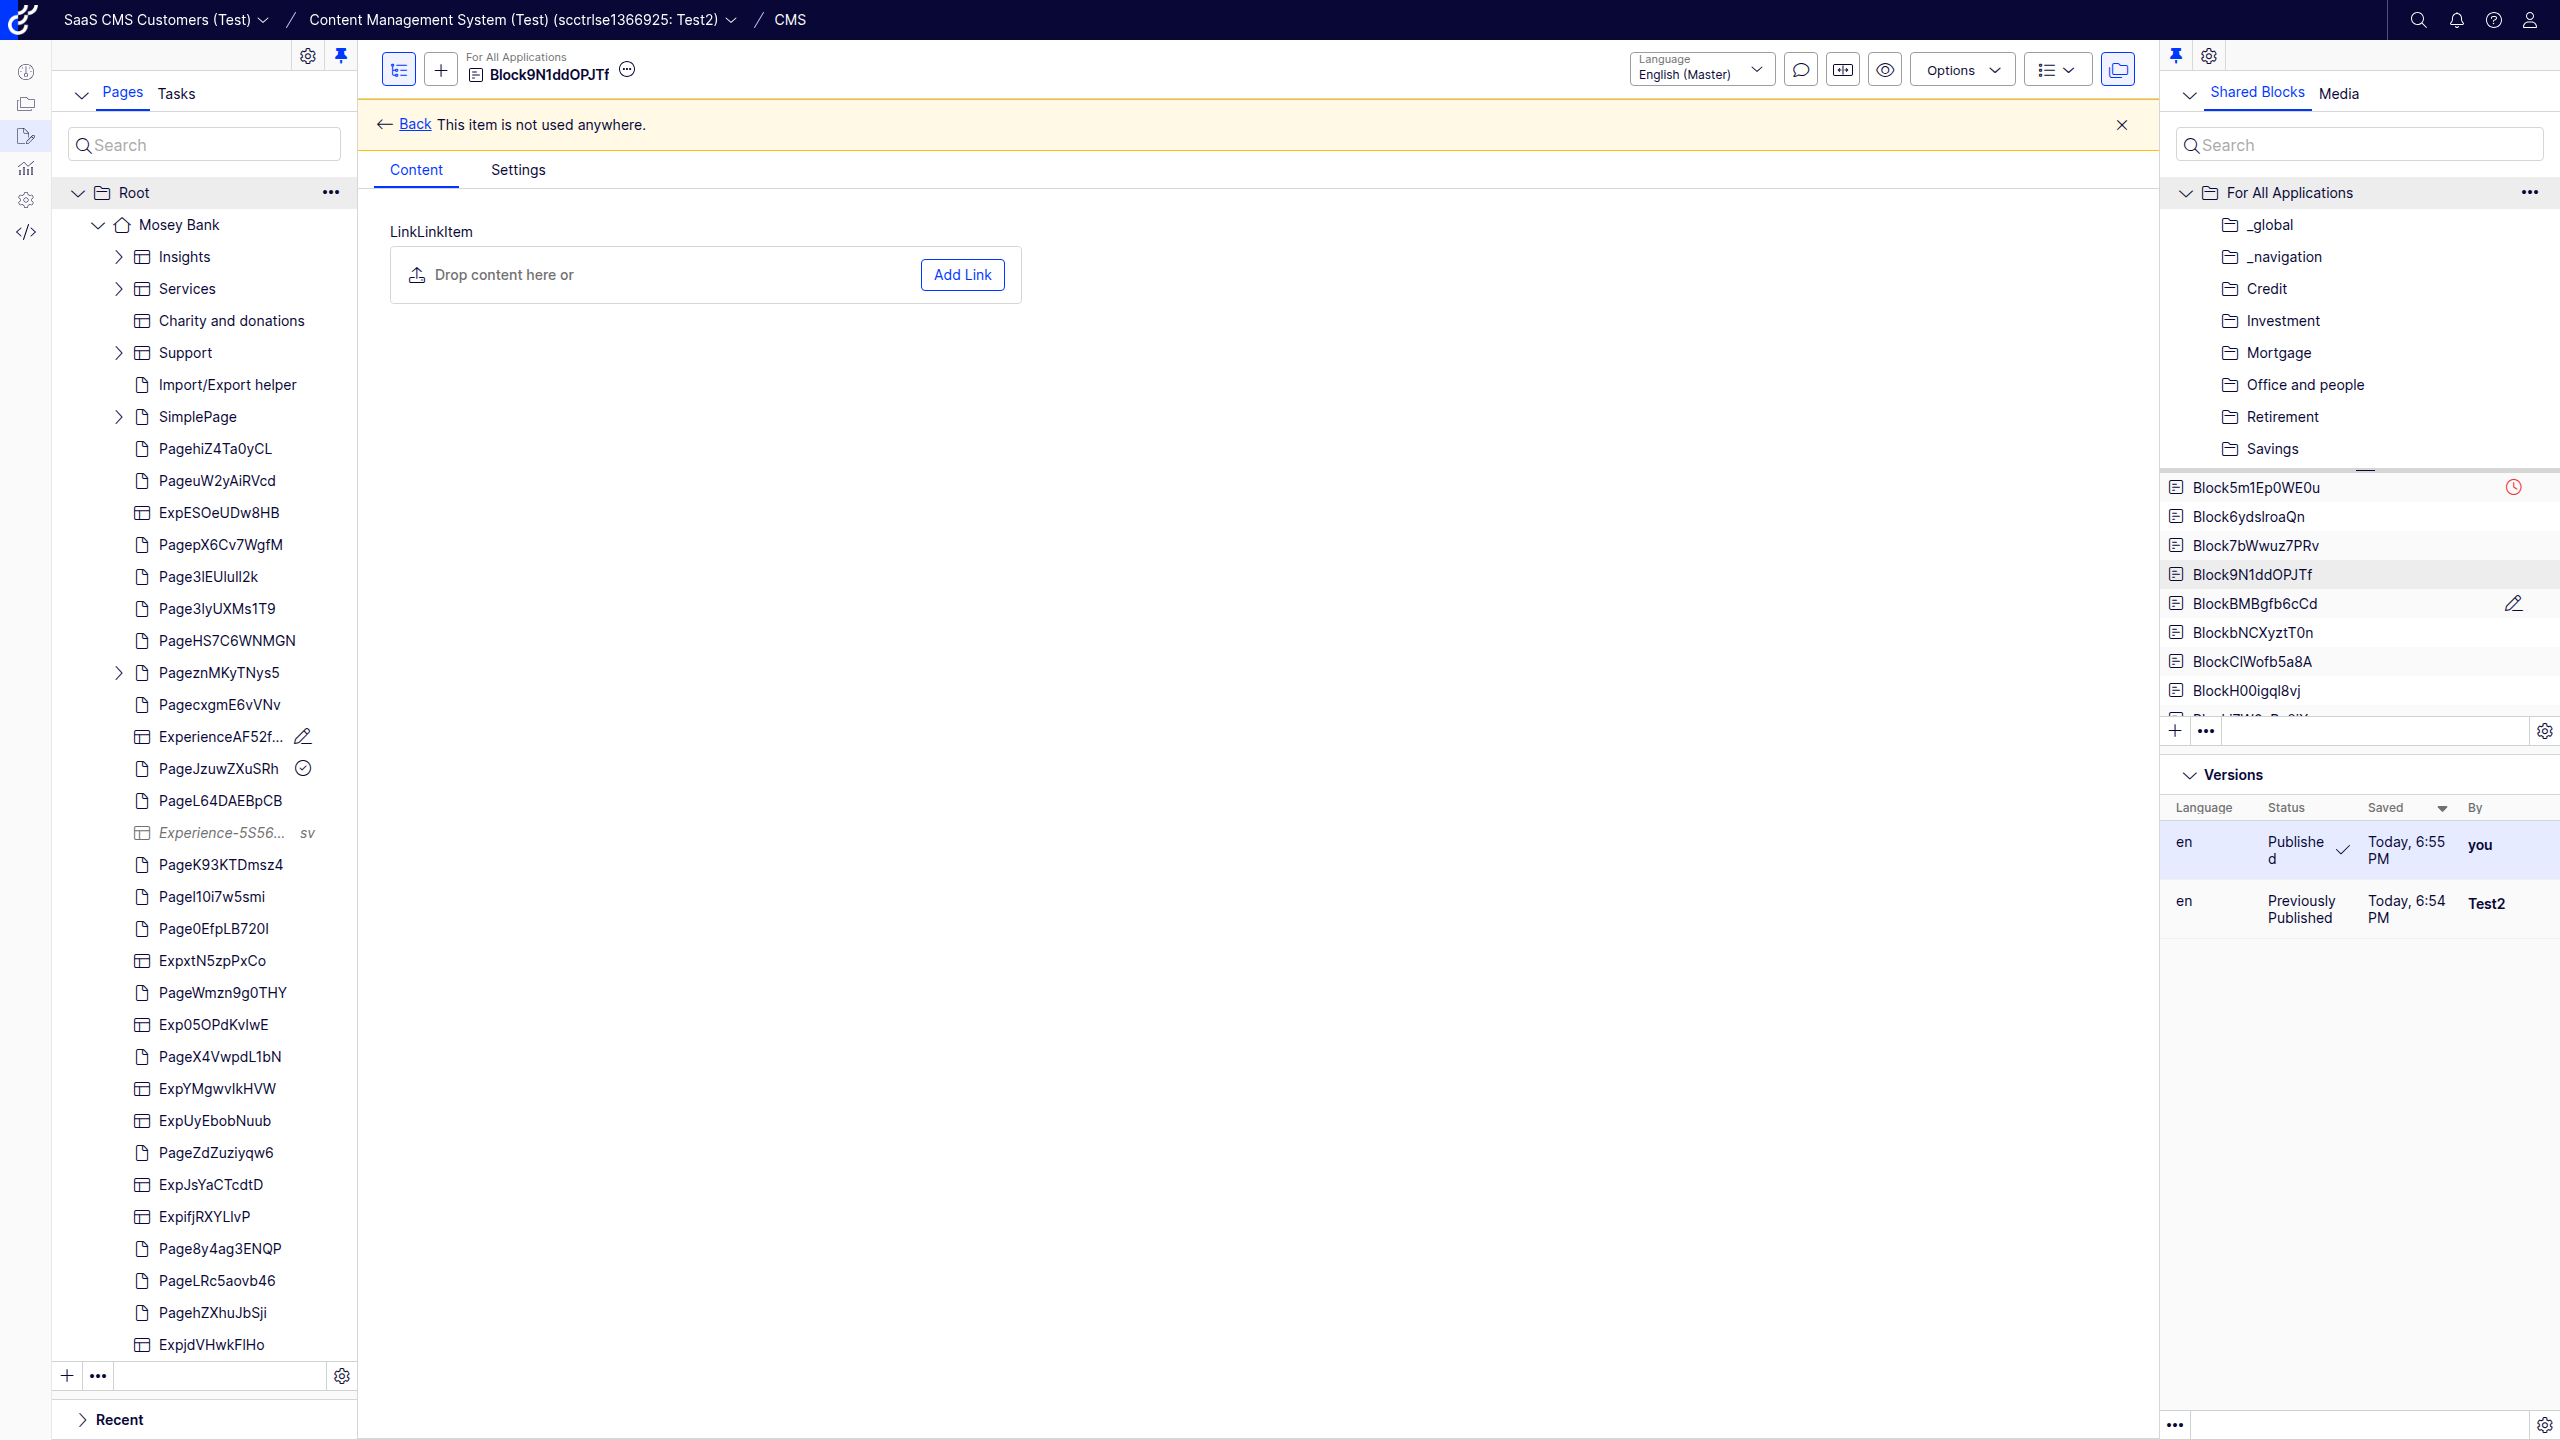 SaaS CMS Customers (Test) / Content Management System (Test) (scctrlse1366925: Test2) / CMS
Pages Tasks
Search
Root
Mosey Bank
Insights
Services
Charity and donations
Support
Import/Export helper
SimplePage
PagehiZ4Ta0yCL
PageuW2yAiRVcd
ExpESOeUDw8HB
PagepX6Cv7WgfM
Page3lEUlull2k
Page3lyUXMs1T9
PageHS7C6WNMGN
PageznMKyTNys5
PagecxgmE6vVNv
ExperienceAF52f...
PageJzuwZXuSRh
PageL64DAEBpCB
Experience-5S56... sv
PageK93KTDmsz4
Pagel10i7w5smi
Page0EfpLB720l
ExpxtN5zpPxCo
PageWmzn9g0THY
Exp05OPdKvlwE
PageX4VwpdL1bN
ExpYMgwvlkHVW
ExpUyEbobNuub
PageZdZuziyqw6
ExpJsYaCTcdtD
ExpifjRXYLlvP
Page8y4ag3ENQP
PageLRc5aovb46
PagehZXhuJbSji
ExpjdVHwkFlHo
Recent
For All Applications
Block9N1ddOPJTf
Language
English (Master)
Options
Back This item is not used anywhere.
Content Settings
LinkLinkItem
Drop content here or Add Link
Shared Blocks Media
Search
For All Applications
_global
_navigation
Credit
Investment
Mortgage
Office and people
Retirement
Savings
Block5m1Ep0WE0u
Block6ydslroaQn
Block7bWwuz7PRv
Block9N1ddOPJTf
BlockBMBgfb6cCd
BlockbNCXyztT0n
BlockClWofb5a8A
BlockH00igql8vj
Versions
Language Status Saved By
en Published Today, 6:55 PM you
en Previously Published Today, 6:54 PM Test2